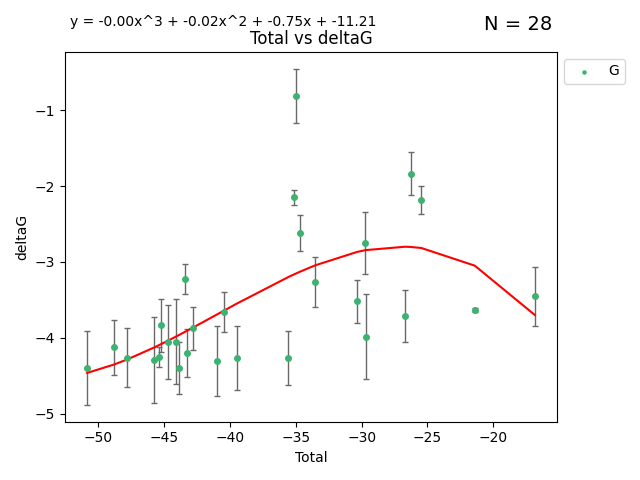 y = -0.00x^3 + -0.02x^2 + -0.75x + -11.21
N = 28
Total vs deltaG
G
−1
−2
−3
−4
−5
deltaG
−50 −45 −40 −35 −30 −25 −20
Total